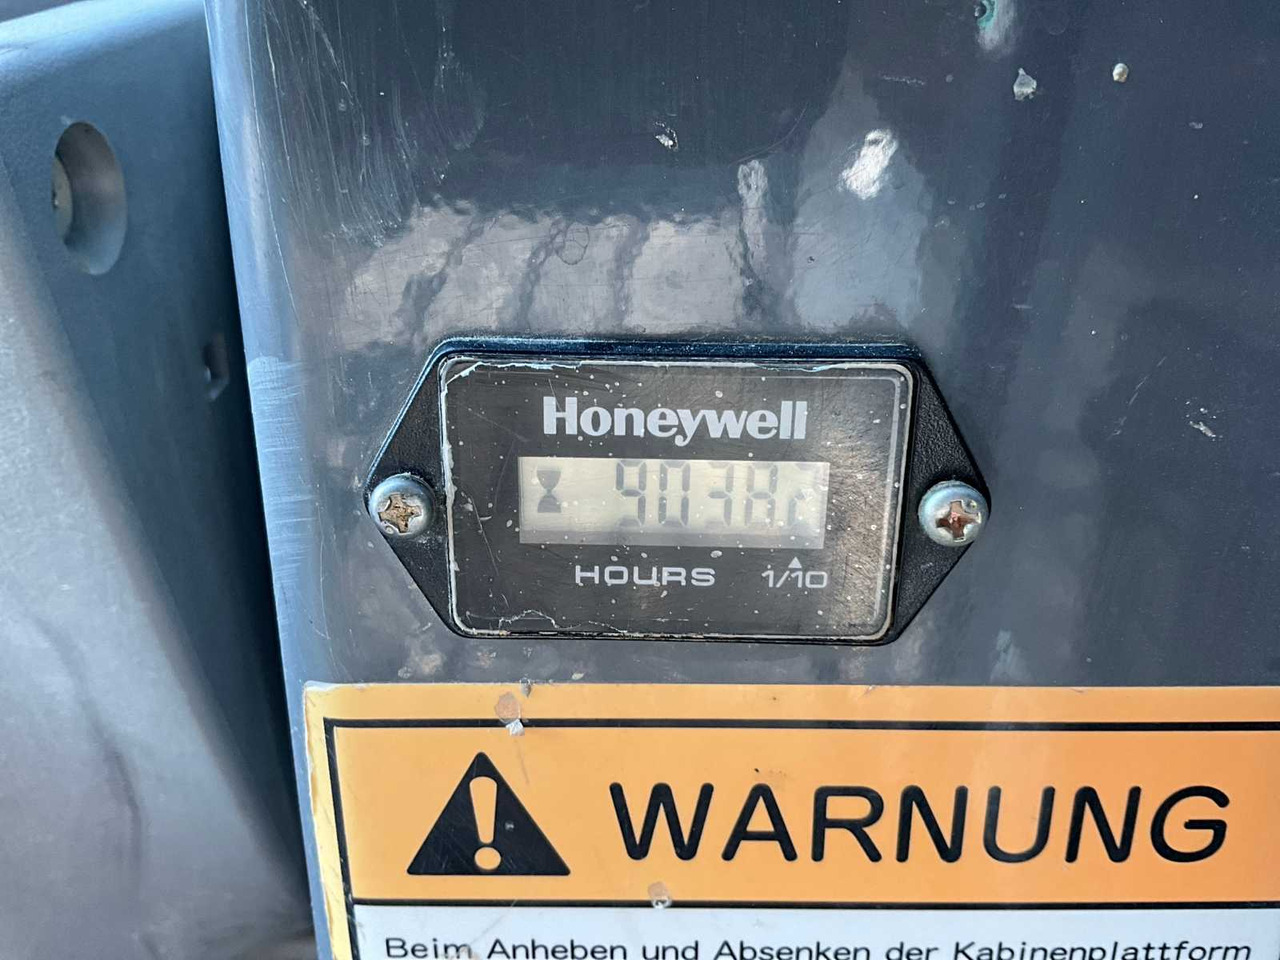 Honeywell
HOURS 1/10
WARNUNG
Beim Anheben und Absenken der Kabinenplattform